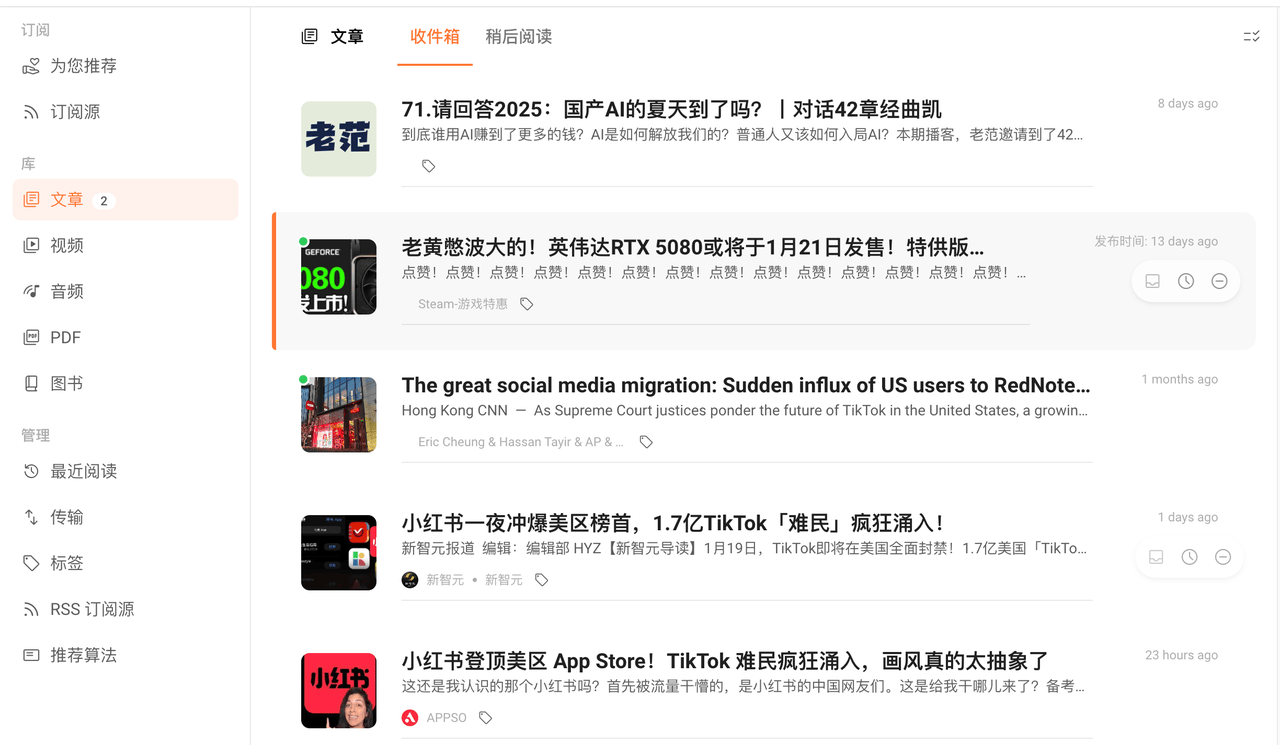 订阅
为您推荐
订阅源
库
文章 2
视频
音频
PDF
图书
管理
最近阅读
传输
标签
RSS 订阅源
推荐算法
文章 收件箱 稍后阅读
老范
71.请回答2025：国产AI的夏天到了吗？丨对话42章经曲凯
8 days ago
到底谁用AI赚到了更多的钱？AI是如何解放我们的？普通人又该如何入局AI？本期播客，老范邀请到了42…
GEFORCE
080
发上市!
老黄憋波大的！英伟达RTX 5080或将于1月21日发售！特供版…
发布时间: 13 days ago
点赞！点赞！点赞！点赞！点赞！点赞！点赞！点赞！点赞！点赞！点赞！点赞！点赞！点赞！…
Steam-游戏特惠
The great social media migration: Sudden influx of US users to RedNote…
1 months ago
Hong Kong CNN — As Supreme Court justices ponder the future of TikTok in the United States, a growin…
Eric Cheung & Hassan Tayir & AP & …
小红书一夜冲爆美区榜首，1.7亿TikTok「难民」疯狂涌入！
1 days ago
新智元报道 编辑：编辑部 HYZ【新智元导读】1月19日，TikTok即将在美国全面封禁！1.7亿美国「TikTo…
新智元 • 新智元
小红书
小红书登顶美区 App Store！TikTok 难民疯狂涌入，画风真的太抽象了
23 hours ago
这还是我认识的那个小红书吗？首先被流量干懵的，是小红书的中国网友们。这是给我干哪儿来了？备考…
APPSO